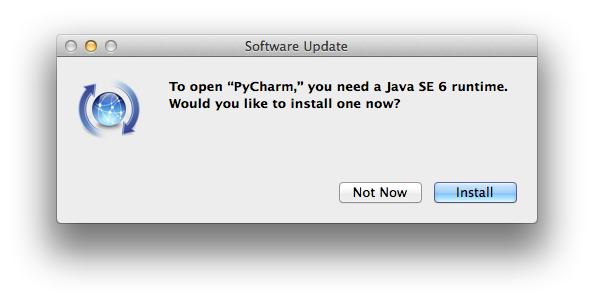 Software Update
To open “PyCharm,” you need a Java SE 6 runtime.
Would you like to install one now?
Not Now
Install